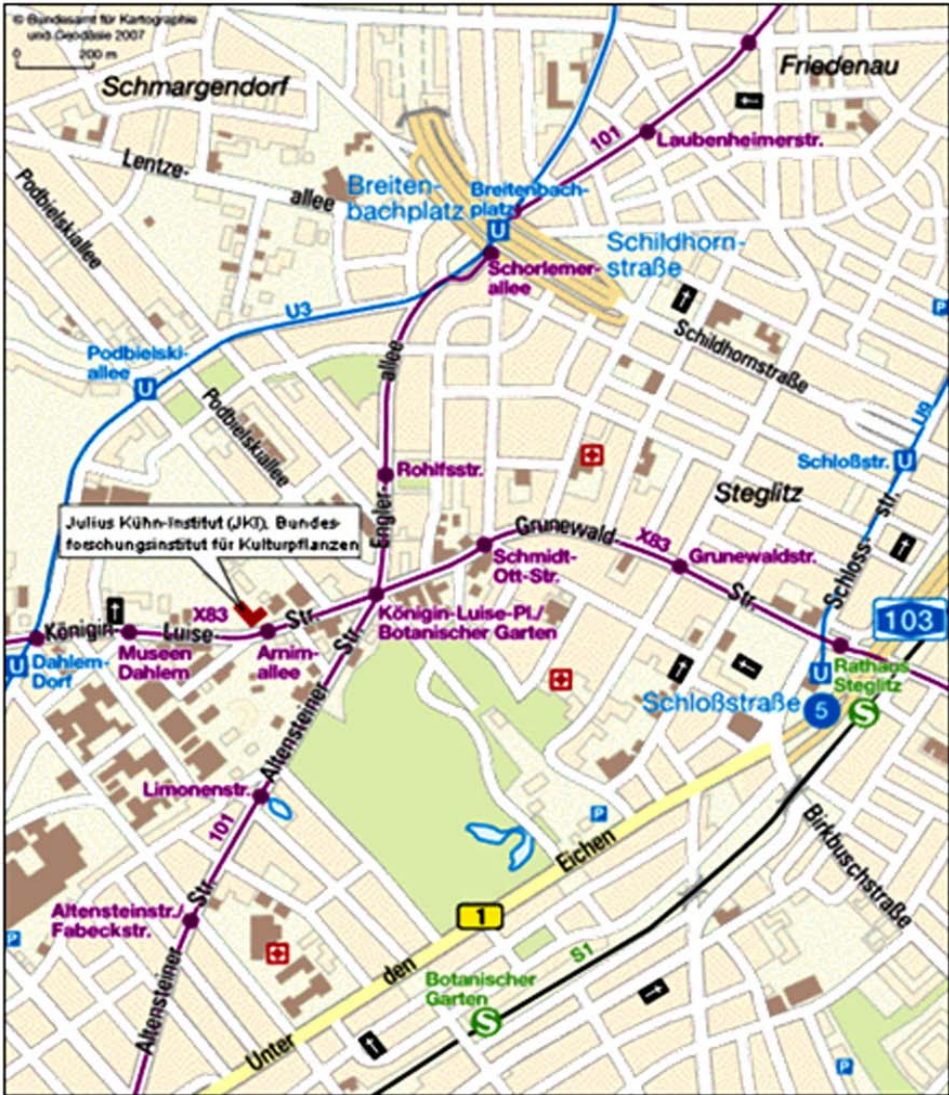 © Bundesamt für Kartographie
und Geodäsie 2007
0 200 m
Schmargendorf
Friedenau
101
Laubenheimerstr.
Lentze-
allee
Podbielskiallee
Breiten-
bachplatz
Breitenbach-
platz
U
Schildhorn-
straße
Schorlemer-
allee
U3
Schildhornstraße
Podbielski-
allee
U
allee
Podbielskiallee
U9
Schloßstr.
U
Rohlfsstr.
Steglitz
str.
Engler-
Julius Kühn-Institut (JKI), Bundes-
forschungsinstitut für Kulturpflanzen
Grunewald-
X83
Schmidt-
Ott-Str.
Grunewaldstr.
Str.
Schloss-
X83
Str.
Königin-Luise-Pl./
Botanischer Garten
103
Königin-
Luise-
Museen
Dahlem
Arnim-
allee
Str.
U
Dahlem-
Dorf
U
Rathaus
Steglitz
Schloßstraße
5
S
Altensteiner
Limonenstr.
101
P
Eichen
Birkbuschstraße
Str.
Altensteinstr./
Fabeckstr.
1
P
S1
den
Botanischer
Garten
S
Altensteiner
Unter
P
P